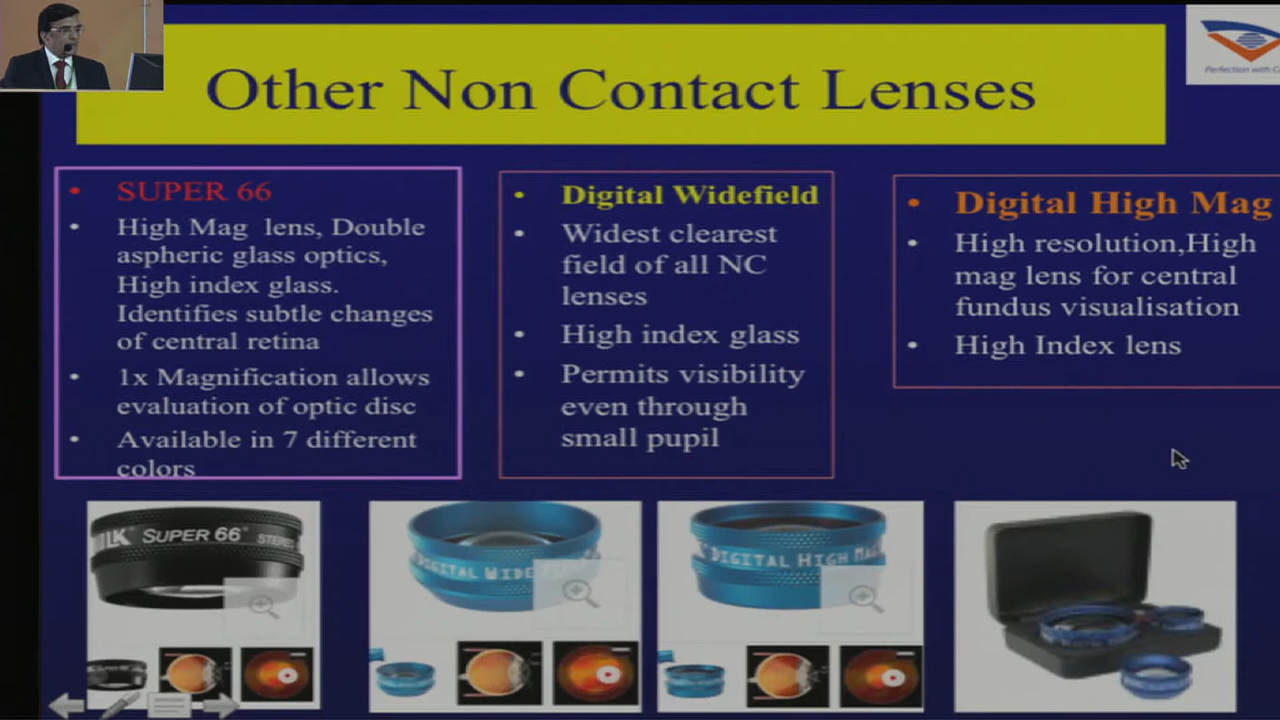 Other Non Contact Lenses
Perfection with C
• SUPER 66
• High Mag lens, Double
aspheric glass optics,
High index glass.
Identifies subtle changes
of central retina
• 1x Magnification allows
evaluation of optic disc
• Available in 7 different
colors
• Digital Widefield
• Widest clearest
field of all NC
lenses
• High index glass
• Permits visibility
even through
small pupil
• Digital High Mag
• High resolution,High
mag lens for central
fundus visualisation
• High Index lens
SUPER 66
DIGITAL WIDE
DIGITAL HIGH MAG